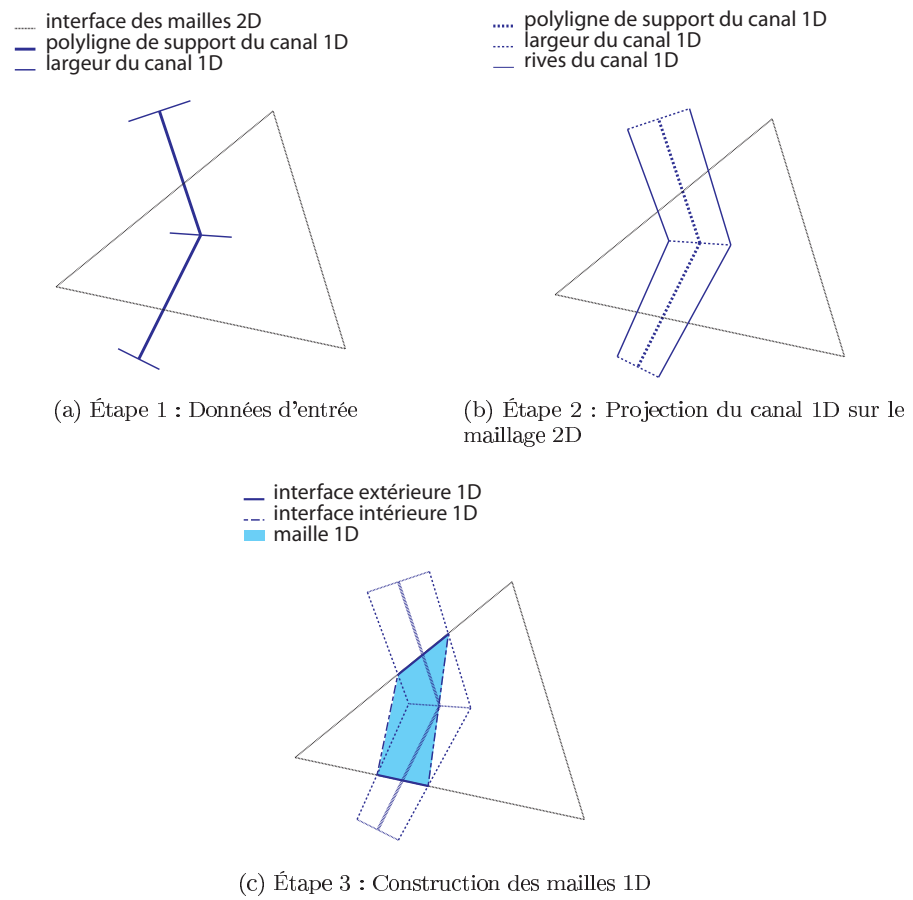 interface des mailles 2D
polyligne de support du canal 1D
largeur du canal 1D
polyligne de support du canal 1D
largeur du canal 1D
rives du canal 1D
(a) Étape 1 : Données d'entrée
(b) Étape 2 : Projection du canal 1D sur le
maillage 2D
interface extérieure 1D
interface intérieure 1D
maille 1D
(c) Étape 3 : Construction des mailles 1D